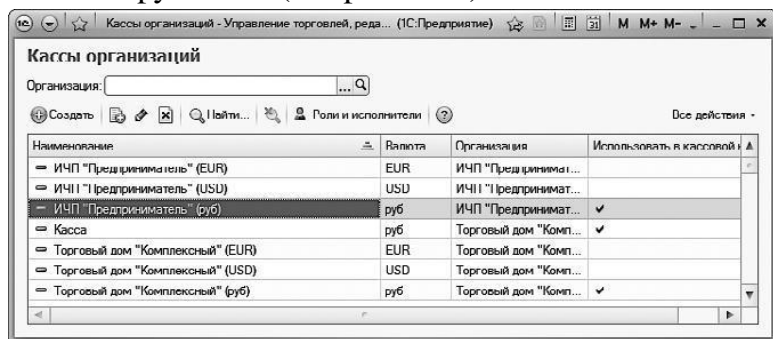 Кассы организаций - Управление торговлей, реда... (1С:Предприятие) M M+ M-
Кассы организаций
Организация: ...
Создать Найти... Роли и исполнители Все действия
Наименование Валюта Организация Использовать в кассовой к
ИЧП "Предприниматель" (EUR) EUR ИЧП "Предпринимат...
ИЧП "Предприниматель" (USD) USD ИЧП "Предпринимат...
ИЧП "Предприниматель" (руб) руб ИЧП "Предпринимат...
Касса руб Торговый дом "Комп...
Торговый дом "Комплексный" (EUR) EUR Торговый дом "Комп...
Торговый дом "Комплексный" (USD) USD Торговый дом "Комп...
Торговый дом "Комплексный" (руб) руб Торговый дом "Комп...